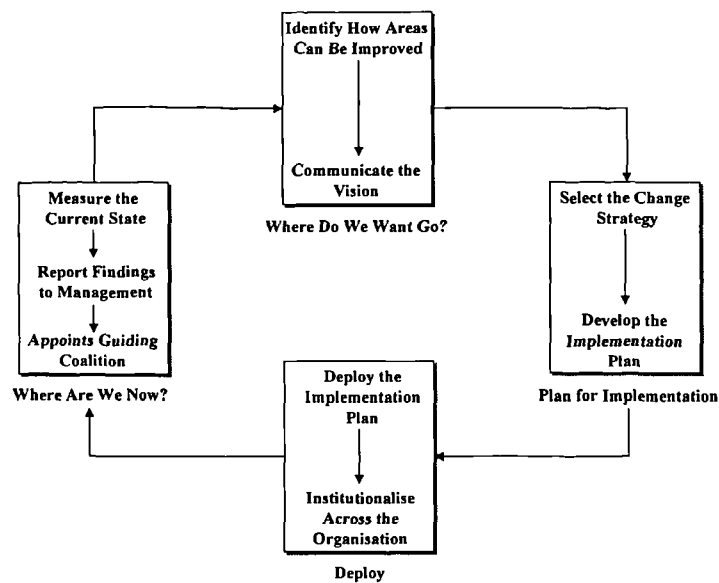 Identify How Areas
Can Be Improved
Communicate the
Vision
Where Do We Want Go?
Measure the
Current State
Report Findings
to Management
Appoints Guiding
Coalition
Where Are We Now?
Select the Change
Strategy
Develop the
Implementation
Plan
Plan for Implementation
Deploy the
Implementation
Plan
Institutionalise
Across the
Organisation
Deploy